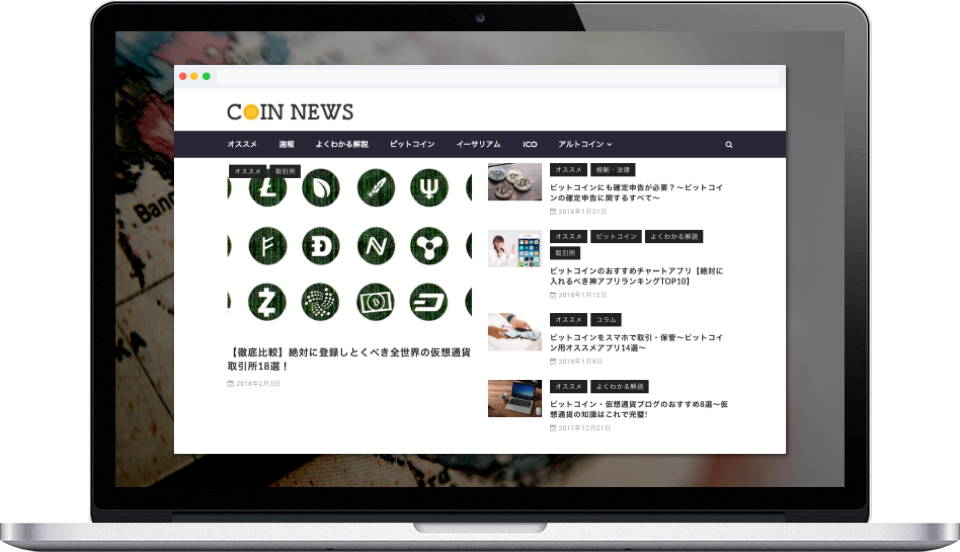 COIN NEWS
オススメ 速報 よくわかる解説 ビットコイン イーサリアム ICO アルトコイン
オススメ 取引所
【徹底比較】絶対に登録しとくべき全世界の仮想通貨
取引所18選！
2018年2月3日
オススメ 規制・法律
ビットコインにも確定申告が必要？〜ビットコイ
ンの確定申告に関するすべて〜
2018年1月21日
オススメ ビットコイン よくわかる解説
取引所
ビットコインのおすすめチャートアプリ【絶対に
入れるべき神アプリランキングTOP10】
2018年1月12日
オススメ コラム
ビットコインをスマホで取引・保管〜ビットコイ
ン用オススメアプリ14選〜
2018年1月9日
オススメ よくわかる解説
ビットコイン・仮想通貨ブログのおすすめ8選〜仮
想通貨の知識はこれで完璧!
2017年12月21日